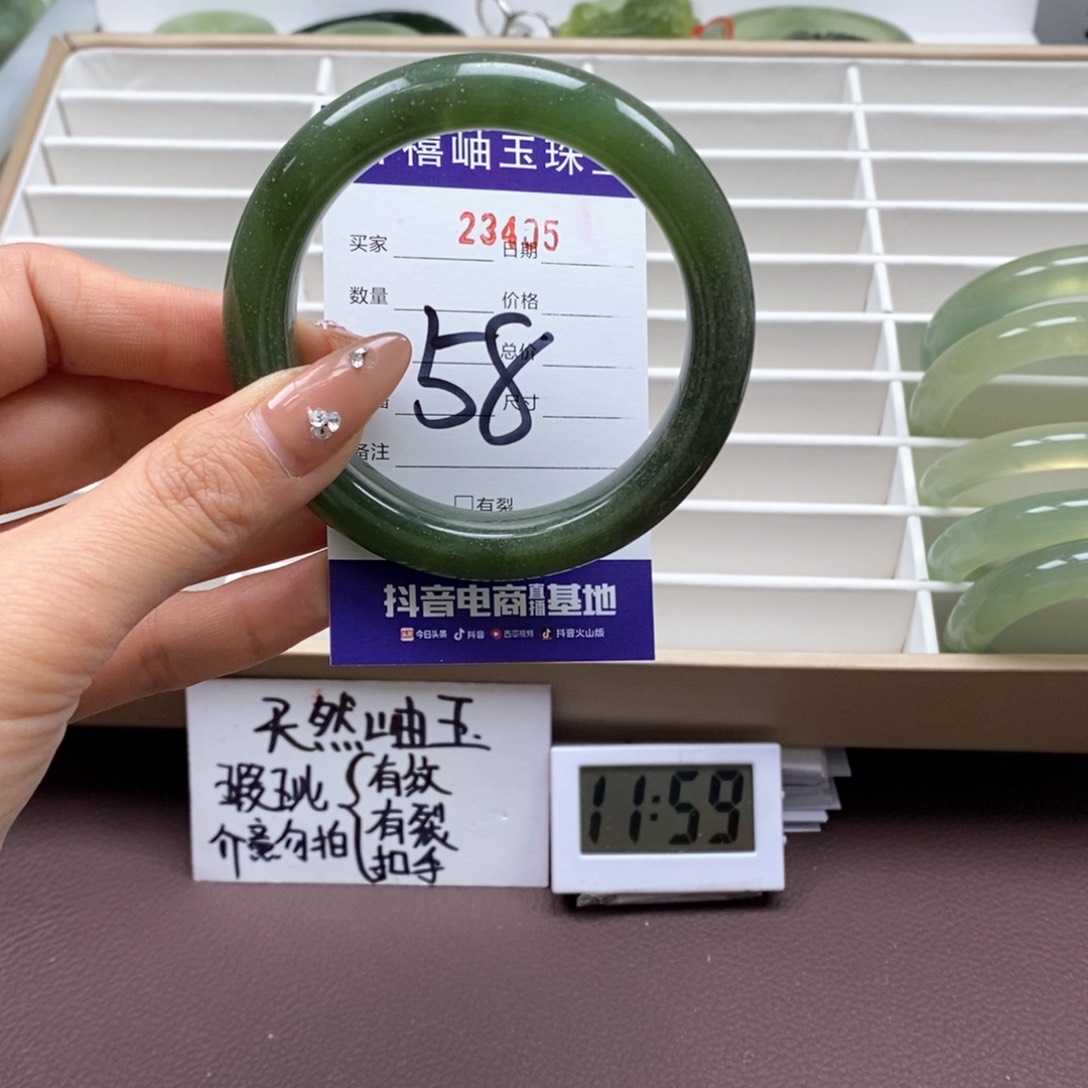 禧岫玉珠
23405
买家 日期
数量 价格
总价
58
尺寸
备注
□有裂
抖音电商直播基地
今日头条 抖音 西瓜视频 抖音火山版
天然岫玉
瑕玼 有纹
介意勿拍 有裂
扣手
11:59